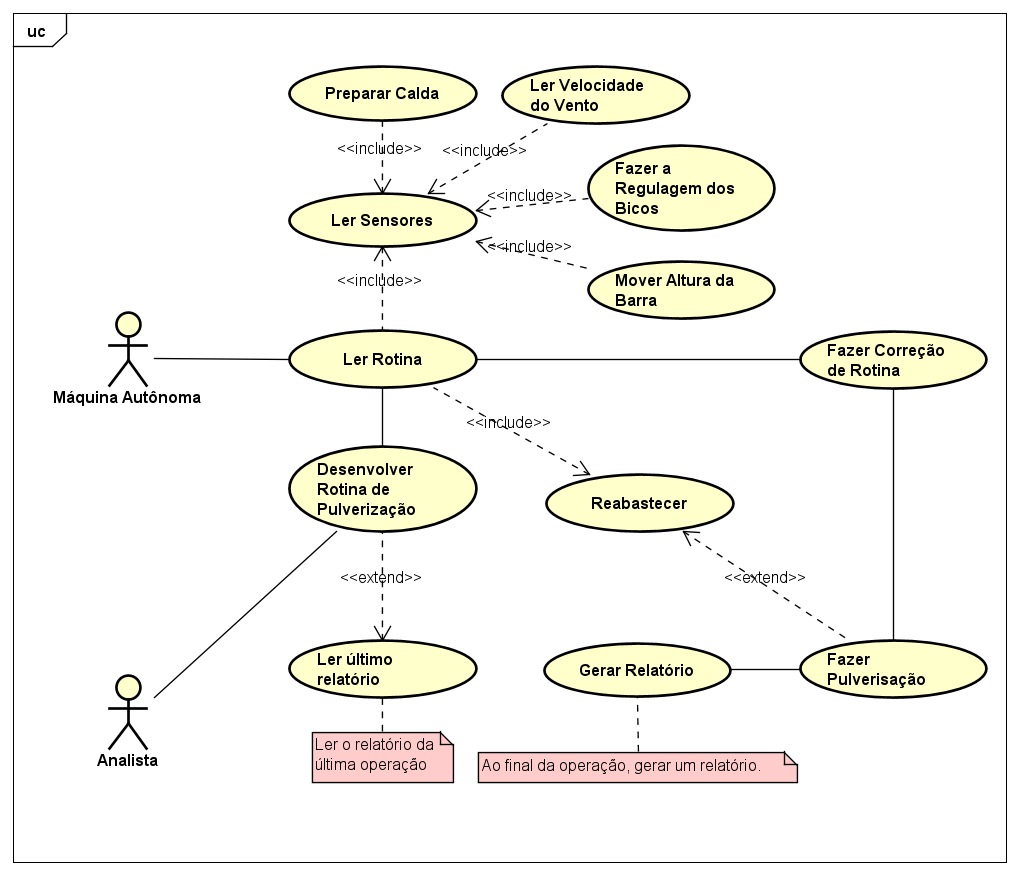 uc
Preparar Calda
Ler Velocidade
do Vento
<<include>>
<<include>>
Fazer a
Regulagem dos
Bicos
<<include>>
Ler Sensores
<<include>>
Mover Altura da
Barra
<<include>>
Máquina Autônoma
Ler Rotina
Fazer Correção
de Rotina
<<include>>
Desenvolver
Rotina de
Pulverização
Reabastecer
<<extend>>
<<extend>>
Ler último
relatório
Gerar Relatório
Fazer
Pulverisação
Analista
Ler o relatório da
última operação
Ao final da operação, gerar um relatório.